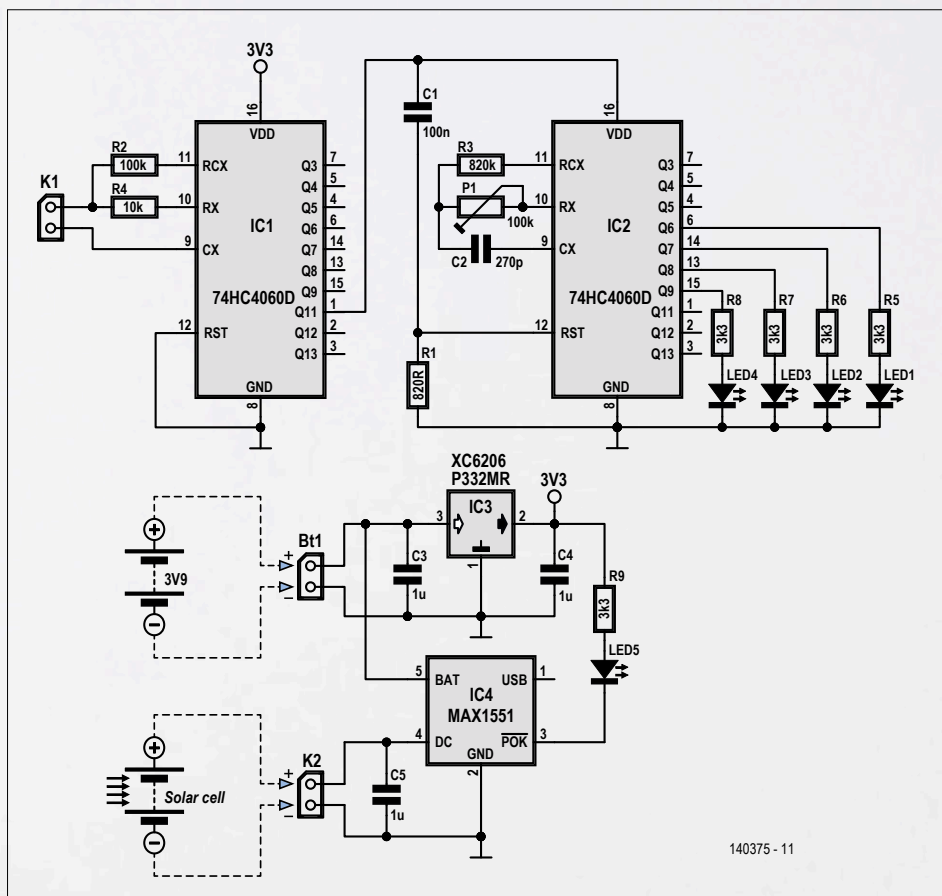 3V3
16
VDD
R2
100k
11
RCX
K1
R4
10k
10
RX
9
CX
IC1
74HC4060D
12
RST
GND
8
Q3
7
Q4
5
Q5
4
Q6
6
Q7
14
Q8
13
Q9
15
Q11
1
Q12
2
Q13
3
C1
100n
R1
820R
16
VDD
R3
820k
11
RCX
P1
100k
10
RX
C2
270p
9
CX
IC2
74HC4060D
12
RST
GND
8
Q3
7
Q4
5
Q5
4
Q6
6
Q7
14
Q8
13
Q9
15
Q11
1
Q12
2
Q13
3
R8
3k3
R7
3k3
R6
3k3
R5
3k3
LED4
LED3
LED2
LED1
XC6206
P332MR
3V3
3
IC3
2
1
+
3V9
−
+
Bt1
−
C3
1u
C4
1u
R9
3k3
LED5
5
BAT
USB
1
IC4
MAX1551
4
DC
POK
3
GND
2
+
Solar cell
−
+
K2
−
C5
1u
140375 - 11